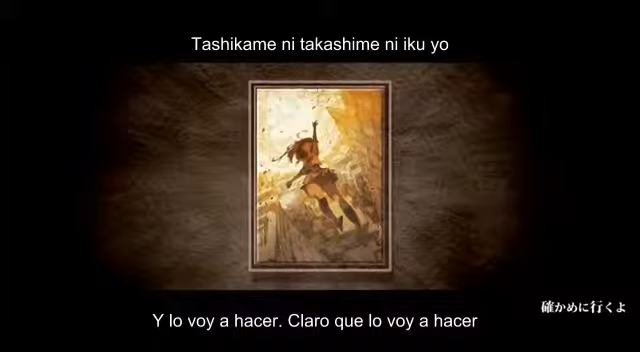 Tashikame ni takashime ni iku yo
確かめに行くよ
Y lo voy a hacer. Claro que lo voy a hacer